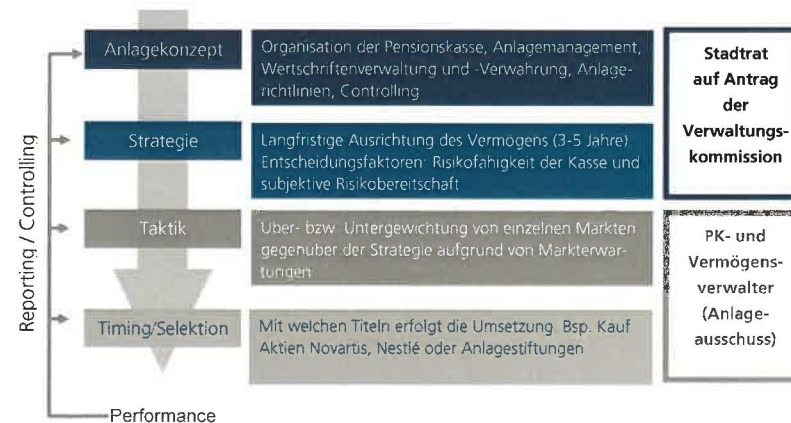 Anlagekonzept
Organisation der Pensionskasse, Anlagemanagement,
Wertschriftenverwaltung und -Verwahrung, Anlage-
richtlinien, Controlling
Stadtrat
auf Antrag
der
Verwaltungs-
kommission
Reporting / Controlling
Strategie
Langfristige Ausrichtung des Vermögens (3-5 Jahre)
Entscheidungsfaktoren: Risikofähigkeit der Kasse und
subjektive Risikobereitschaft
Taktik
Über- bzw. Untergewichtung von einzelnen Märkten
gegenüber der Strategie aufgrund von Markterwar-
tungen
PK- und
Vermögens-
verwalter
(Anlage-
ausschuss)
Timing/Selektion
Mit welchen Titeln erfolgt die Umsetzung. Bsp. Kauf
Aktien Novartis, Nestlé oder Anlagestiftungen
Performance